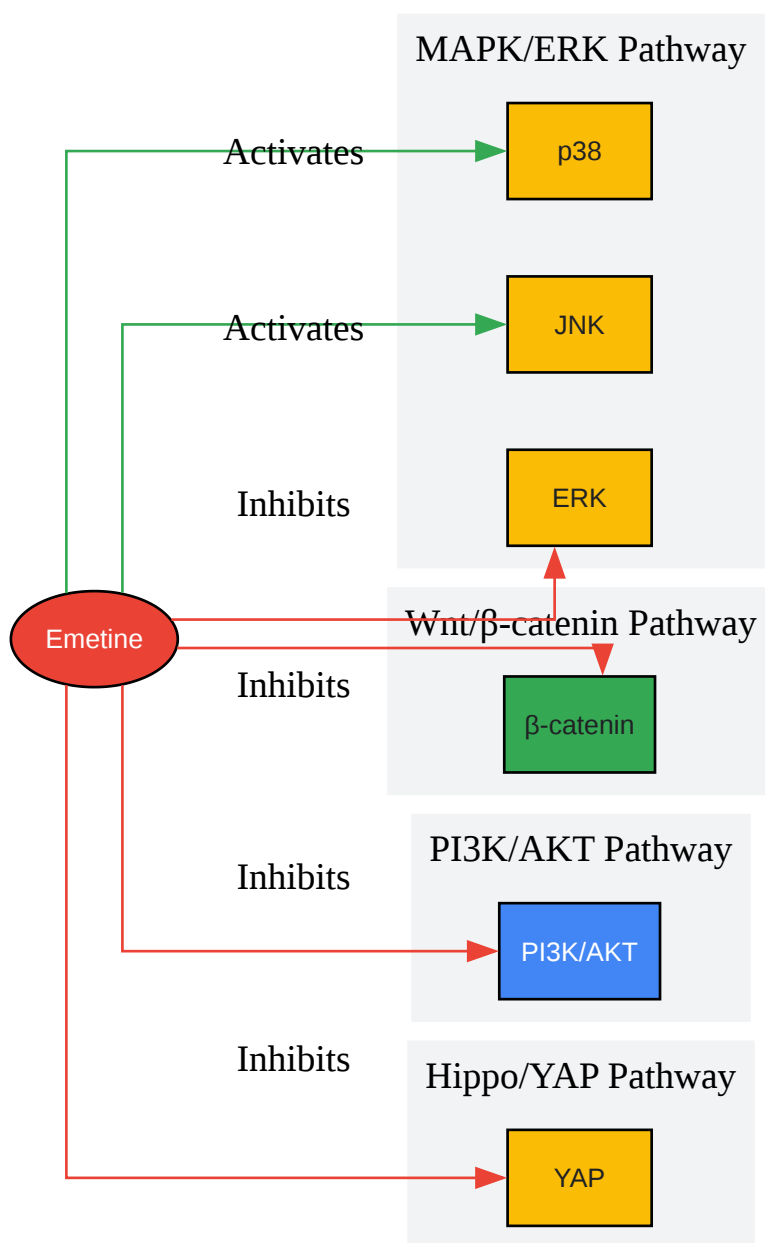 MAPK/ERK Pathway
Activates
p38
Activates
JNK
Inhibits
ERK
Emetine
Wnt/β-catenin Pathway
Inhibits
β-catenin
PI3K/AKT Pathway
Inhibits
PI3K/AKT
Inhibits
Hippo/YAP Pathway
YAP